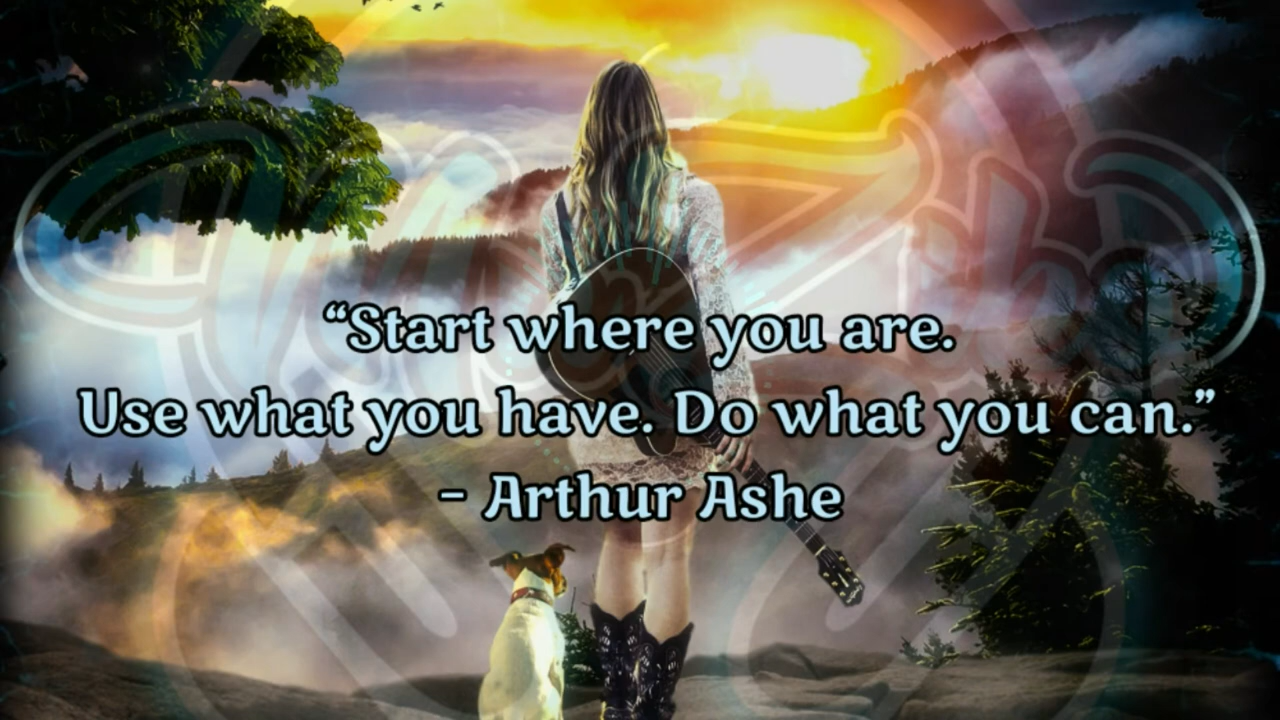 “Start where you are.
Use what you have. Do what you can.”
- Arthur Ashe